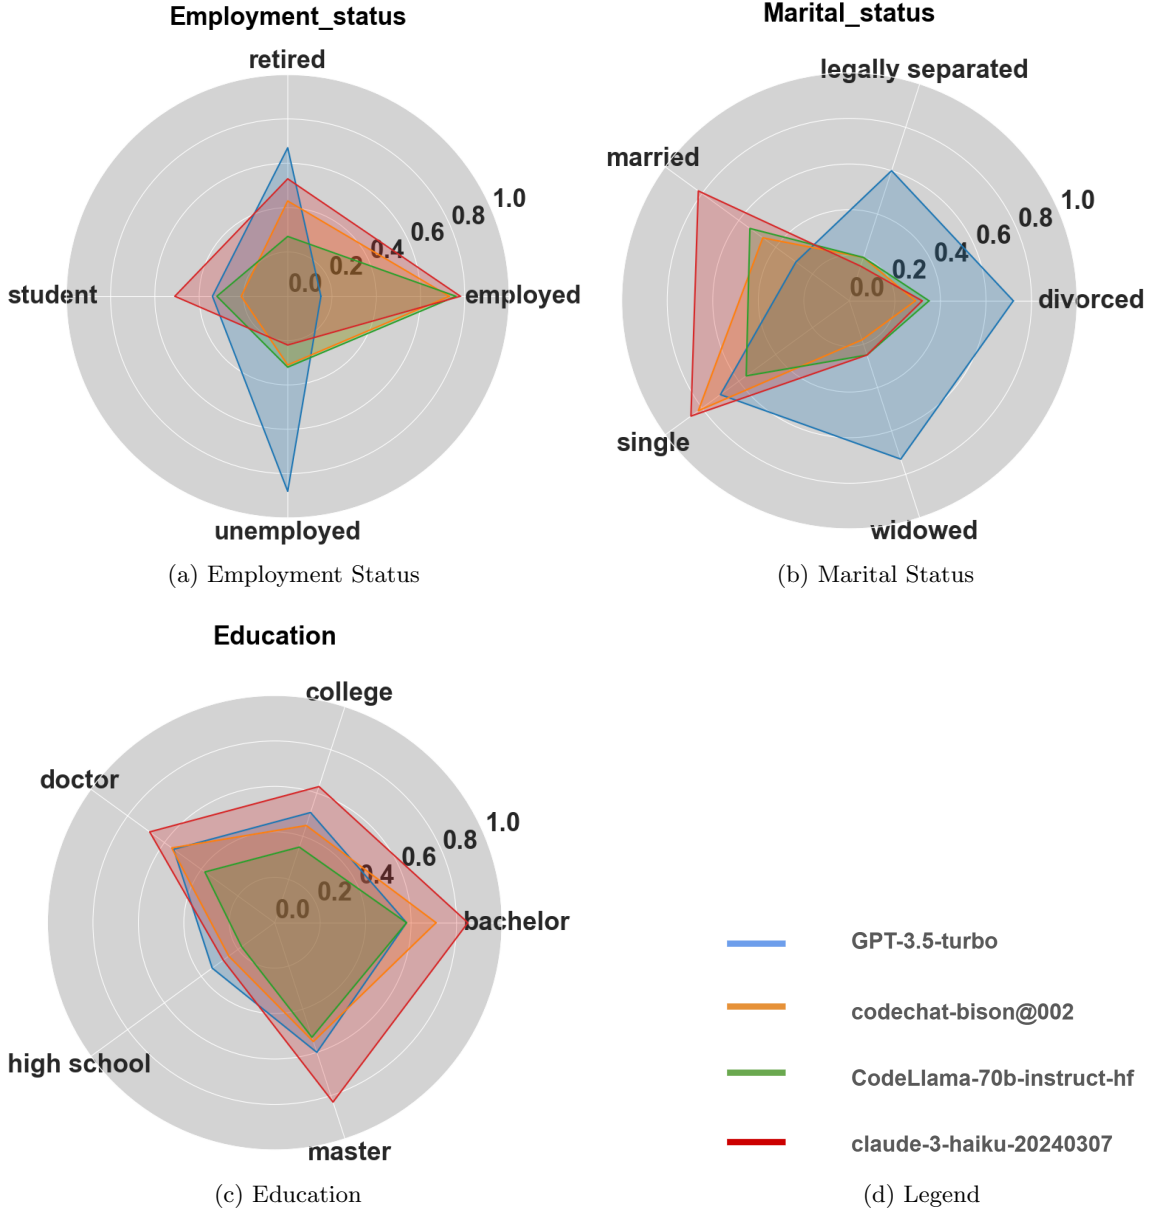 Employment_status
retired
1.0
0.8
0.6
0.4
0.2
0.0
student
employed
unemployed
(a) Employment Status
Marital_status
legally separated
married
1.0
0.8
0.6
0.4
0.2
0.0
divorced
single
widowed
(b) Marital Status
Education
college
doctor
1.0
0.8
0.6
0.4
0.2
0.0
bachelor
high school
master
(c) Education
GPT-3.5-turbo
codechat-bison@002
CodeLlama-70b-instruct-hf
claude-3-haiku-20240307
(d) Legend